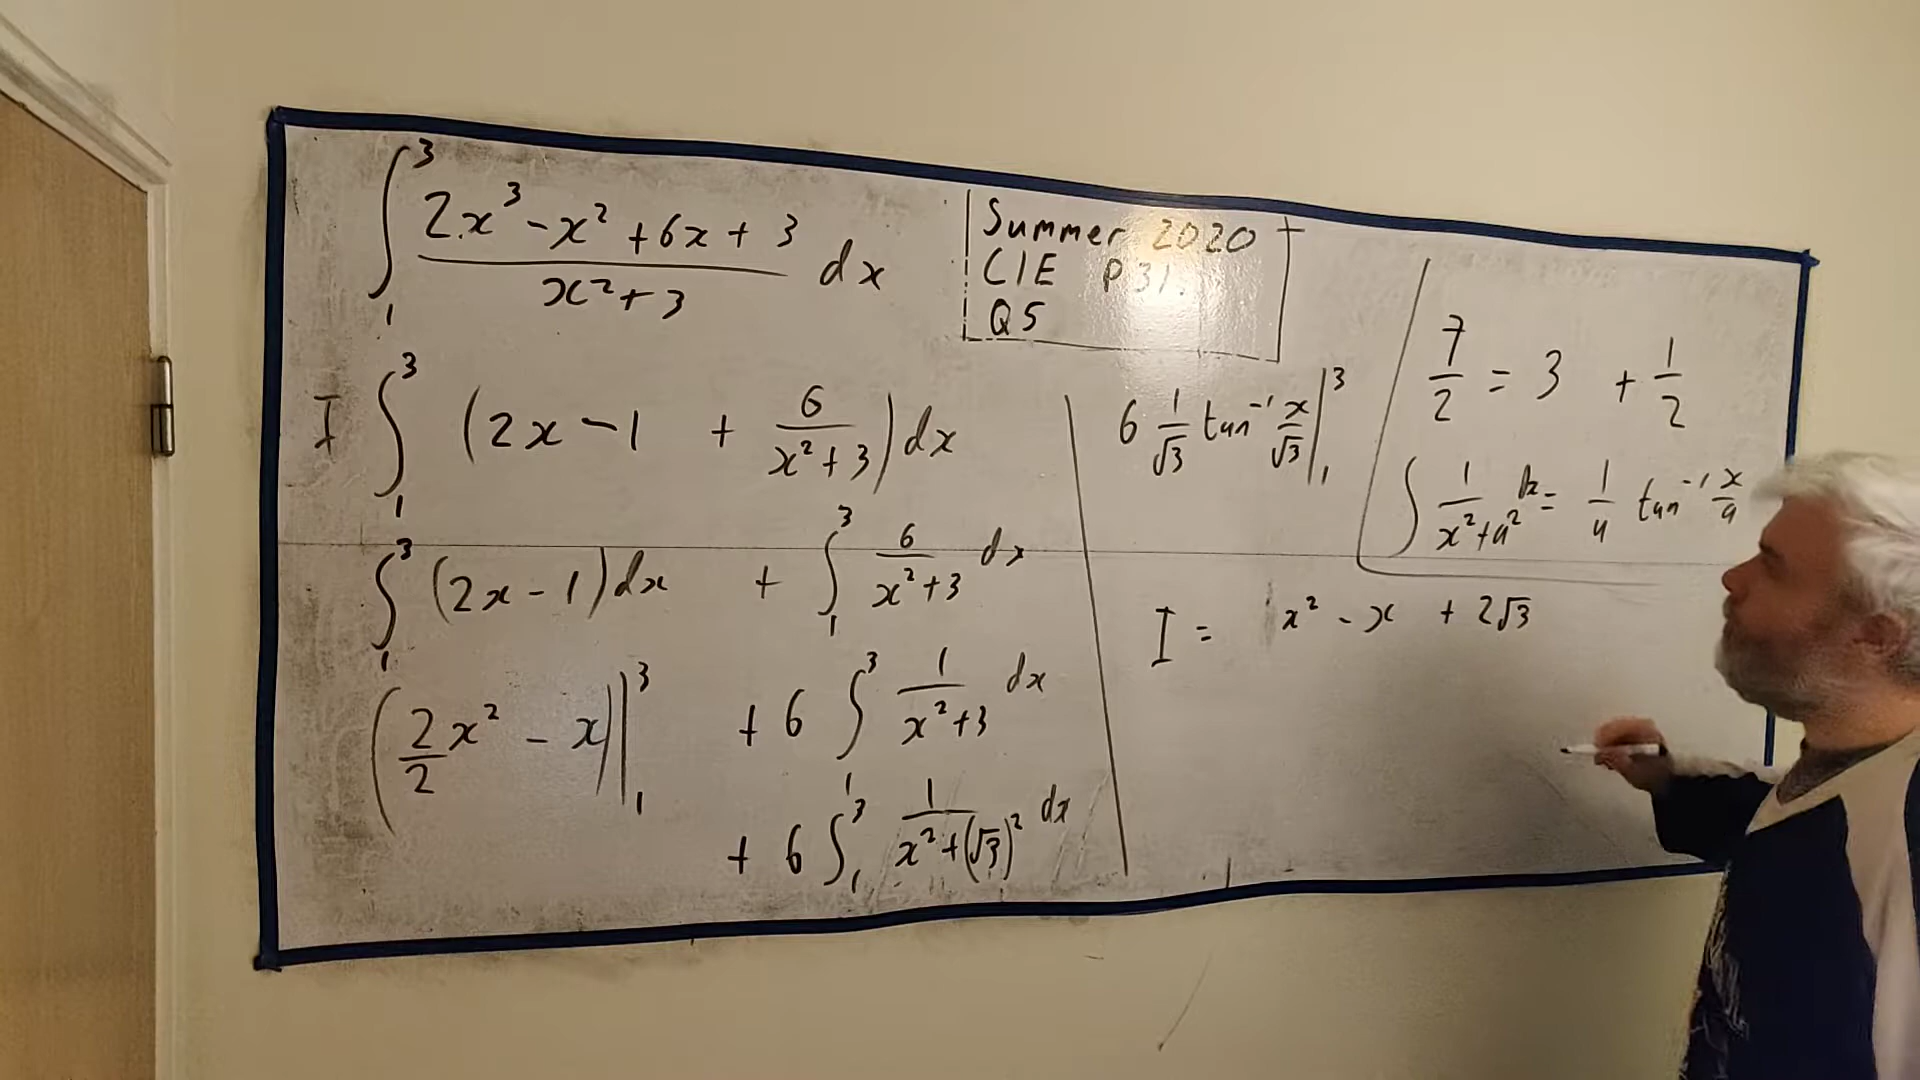 ∫₁³ (2x³ - x² + 6x + 3)/(x² + 3) dx
Summer 2020
CIE P31.
Q5
I ∫₁³ (2x - 1 + 6/(x² + 3)) dx
∫₁³ (2x - 1) dx + ∫₁³ 6/(x² + 3) dx
(2/2 x² - x)|₁³ + 6 ∫₁³ 1/(x² + 3) dx
+ 6 ∫₁³ 1/(x² + (√3)²) dx
6 1/√3 tan⁻¹ x/√3 |₁³
7/2 = 3 + 1/2
∫ 1/(x² + a²) dx = 1/a tan⁻¹ x/a
I = x² - x + 2√3